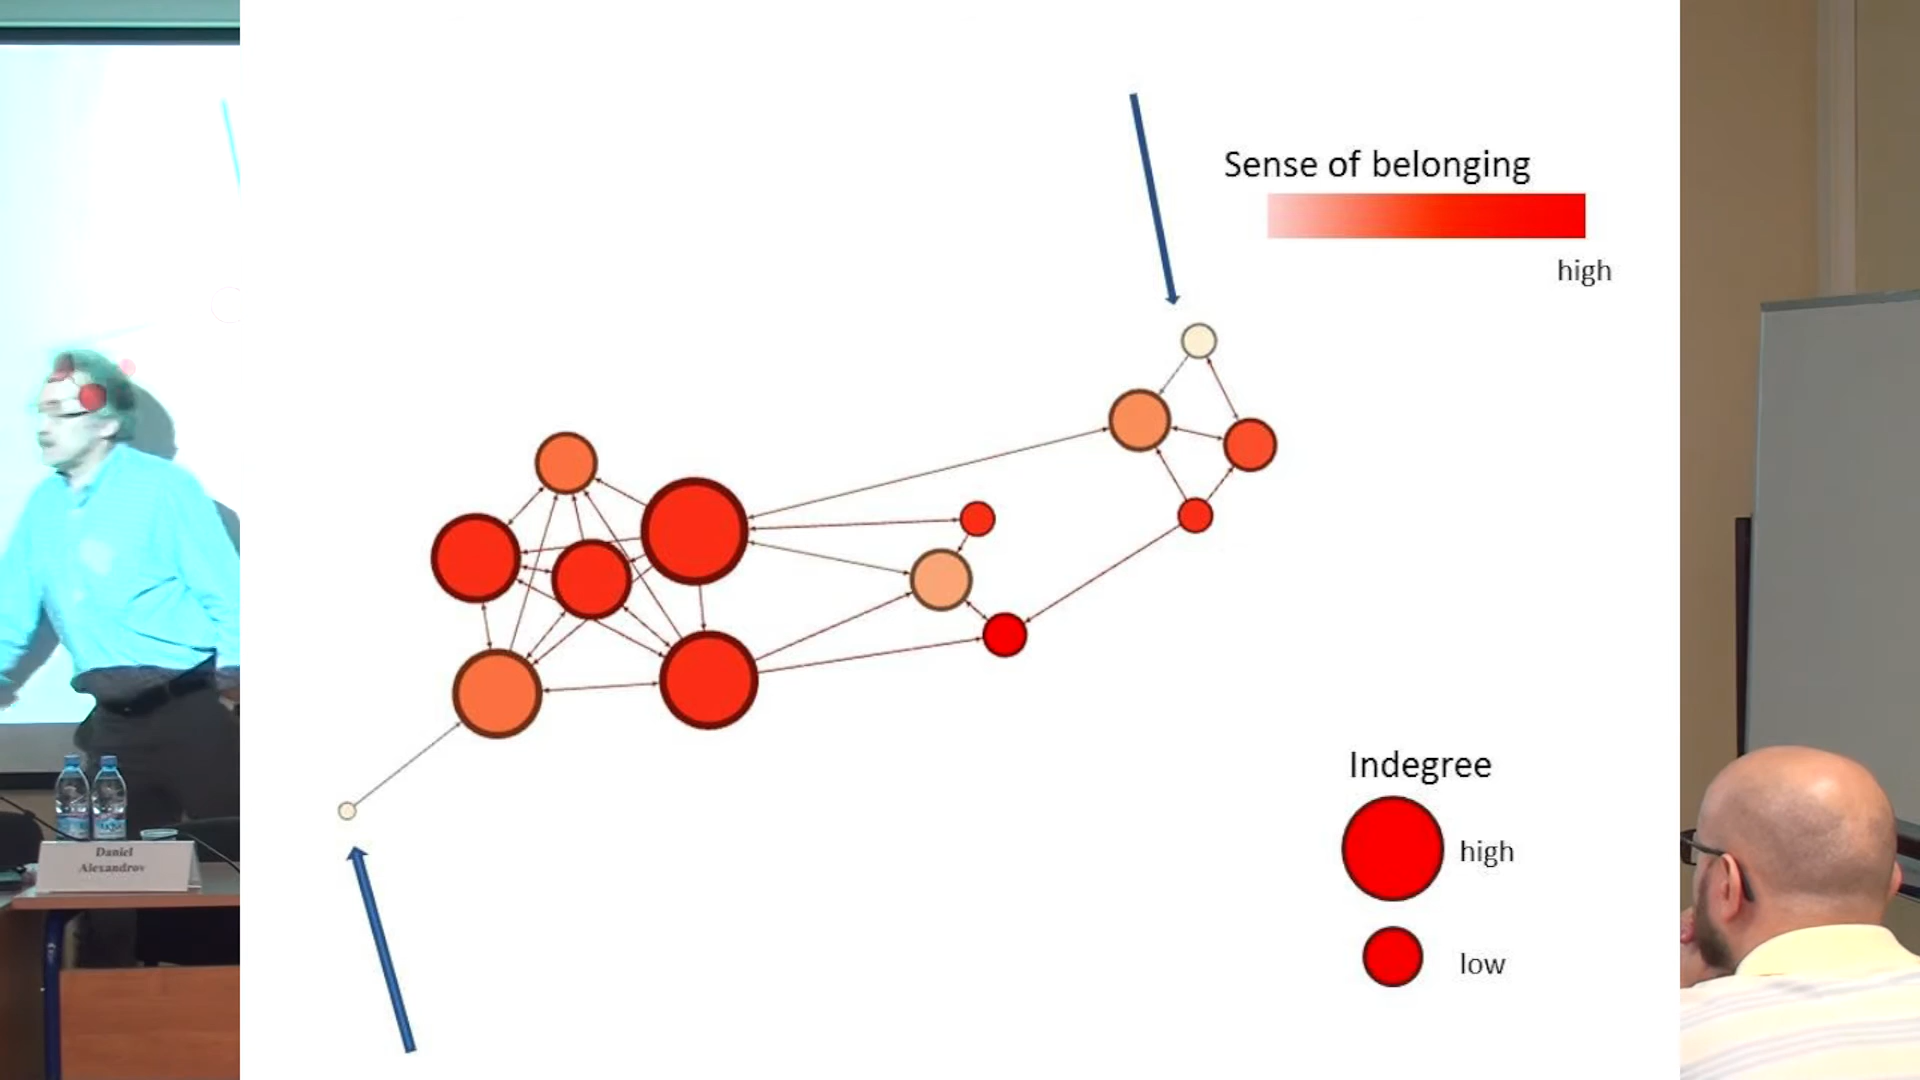 Sense of belonging
high
Indegree
high
low
Daniel
Alexandrov